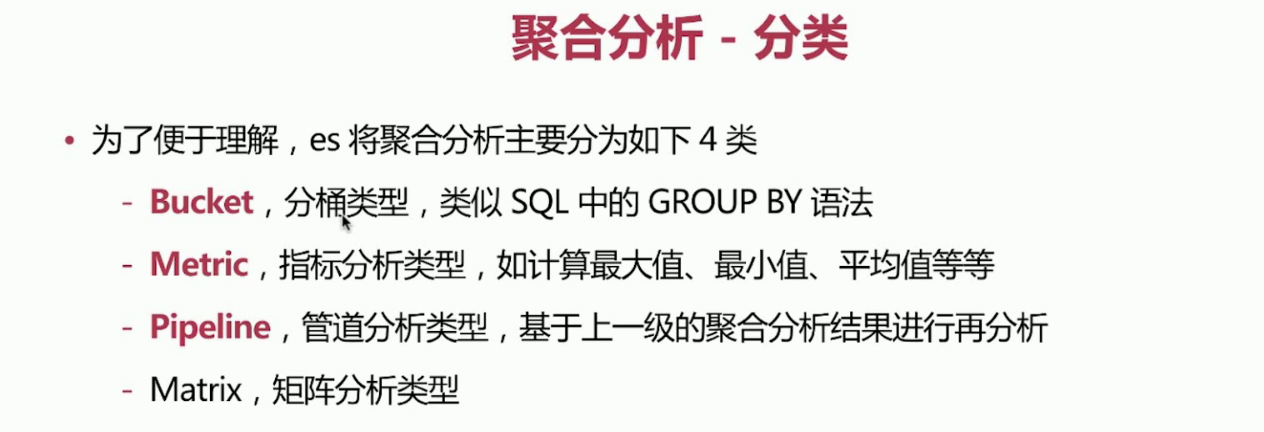 聚合分析 - 分类
• 为了便于理解，es 将聚合分析主要分为如下 4 类
- Bucket，分桶类型，类似 SQL 中的 GROUP BY 语法
- Metric，指标分析类型，如计算最大值、最小值、平均值等等
- Pipeline，管道分析类型，基于上一级的聚合分析结果进行再分析
- Matrix，矩阵分析类型